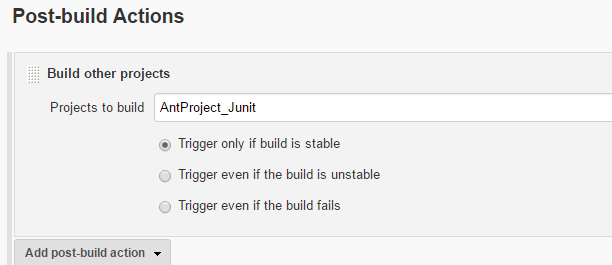 Post-build Actions
Build other projects
Projects to build AntProject_Junit
Trigger only if build is stable
Trigger even if the build is unstable
Trigger even if the build fails
Add post-build action